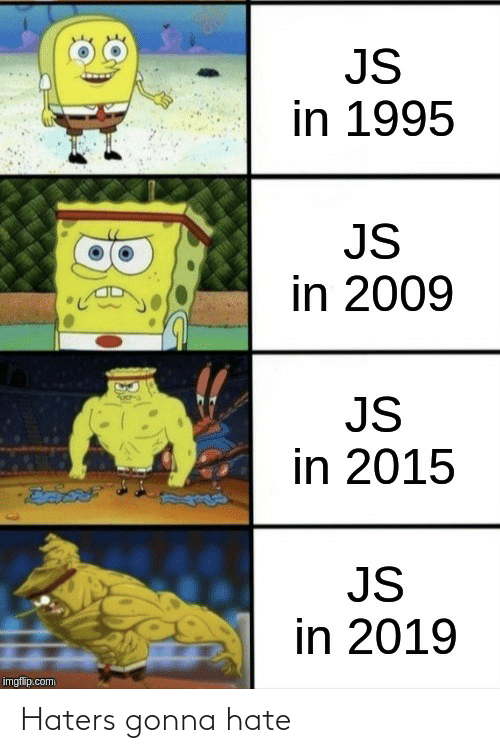 JS
in 1995
JS
in 2009
JS
in 2015
JS
in 2019
imgflip.com
Haters gonna hate